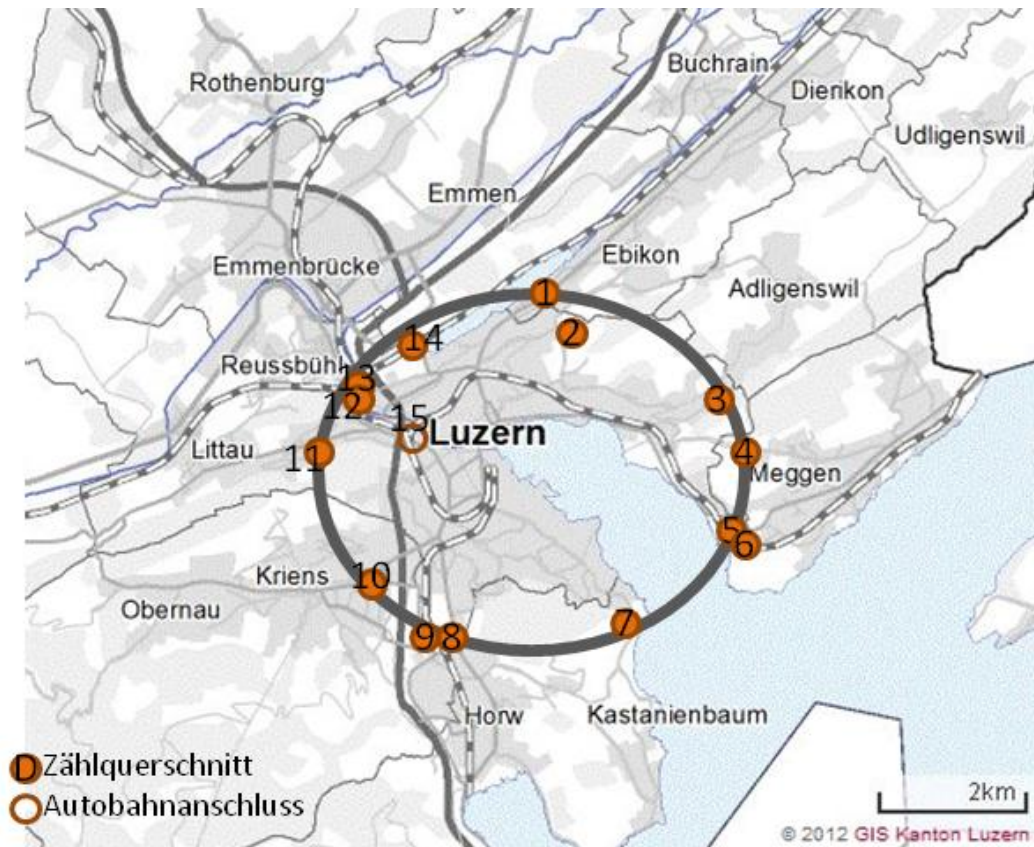 Buchrain
Rothenburg
Dierikon
Udligenswil
Emmen
Ebikon
Emmenbrücke
Adligenswil
1
2
14
Reussbühl
13
12
3
15
Luzern
Littau
11
4
Meggen
5
6
10
Kriens
Obernau
7
9
8
Horw
Kastanienbaum
D Zählquerschnitt
Autobahnanschluss
2km
© 2012 GIS Kanton Luzern